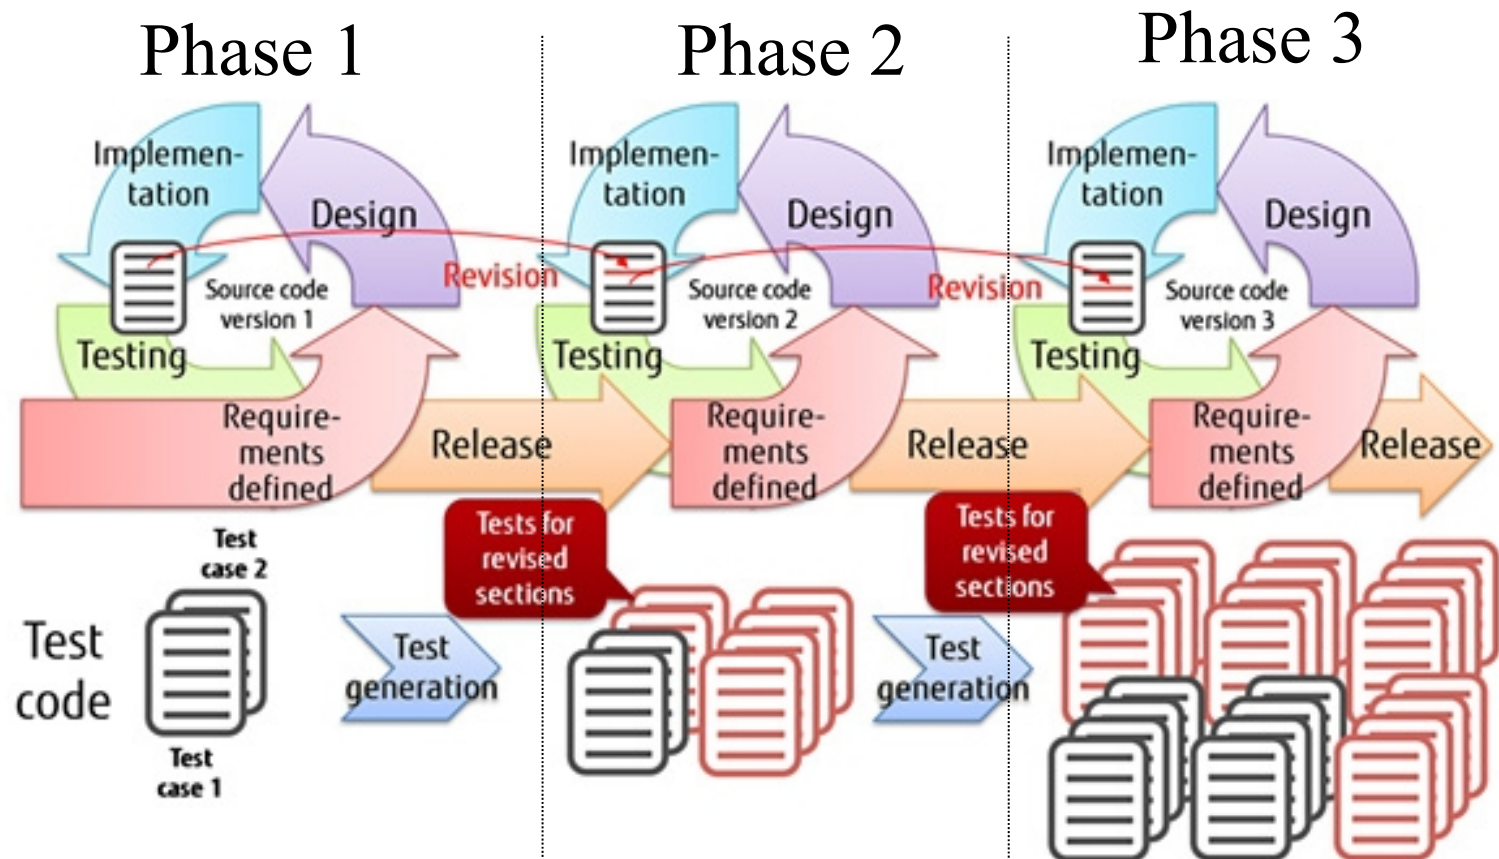 Phase 1
Phase 2
Phase 3
Implemen-
tation
Design
Source code
version 1
Testing
Require-
ments
defined
Revision
Release
Implemen-
tation
Design
Source code
version 2
Testing
Require-
ments
defined
Revision
Release
Implemen-
tation
Design
Source code
version 3
Testing
Require-
ments
defined
Release
Test
code
Test
case 2
Test
case 1
Test
generation
Tests for
revised
sections
Test
generation
Tests for
revised
sections